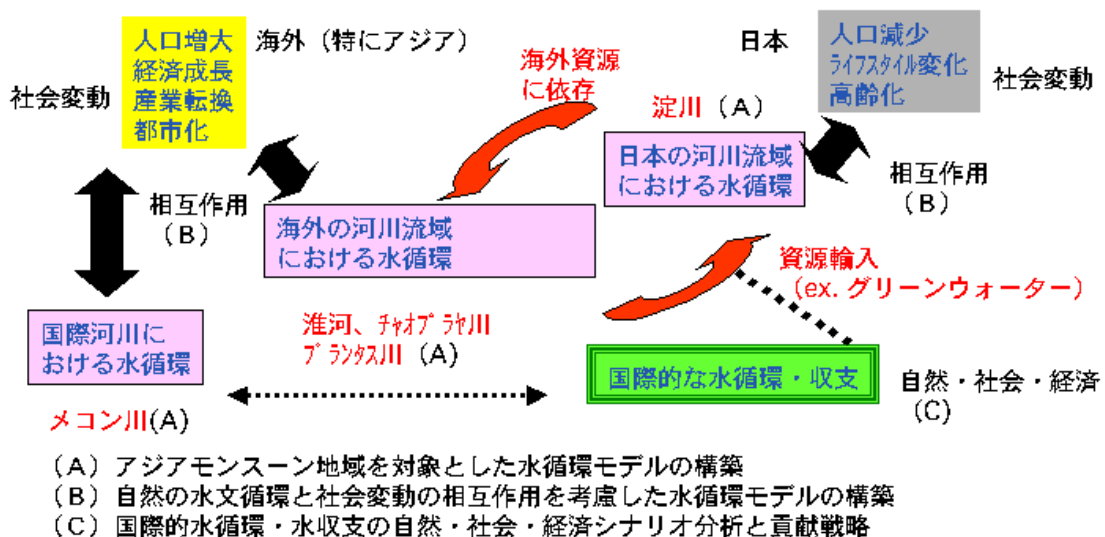 人口増大
経済成長
産業転換
都市化
海外（特にアジア）
社会変動
海外資源
に依存
日本
人口減少
ﾗｲﾌｽﾀｲﾙ変化
高齢化
社会変動
淀川（A）
日本の河川流域
における水循環
相互作用
（B）
相互作用
（B）
海外の河川流域
における水循環
資源輸入
（ex. グリーンウォーター）
国際河川に
おける水循環
淮河、ﾁｬｵﾌﾟﾗﾔ川
ﾌﾞﾗﾝﾀｽ川（A）
国際的な水循環・収支
自然・社会・経済
(C)
メコン川(A)
（A）アジアモンスーン地域を対象とした水循環モデルの構築
（B）自然の水文循環と社会変動の相互作用を考慮した水循環モデルの構築
（C）国際的水循環・水収支の自然・社会・経済シナリオ分析と貢献戦略